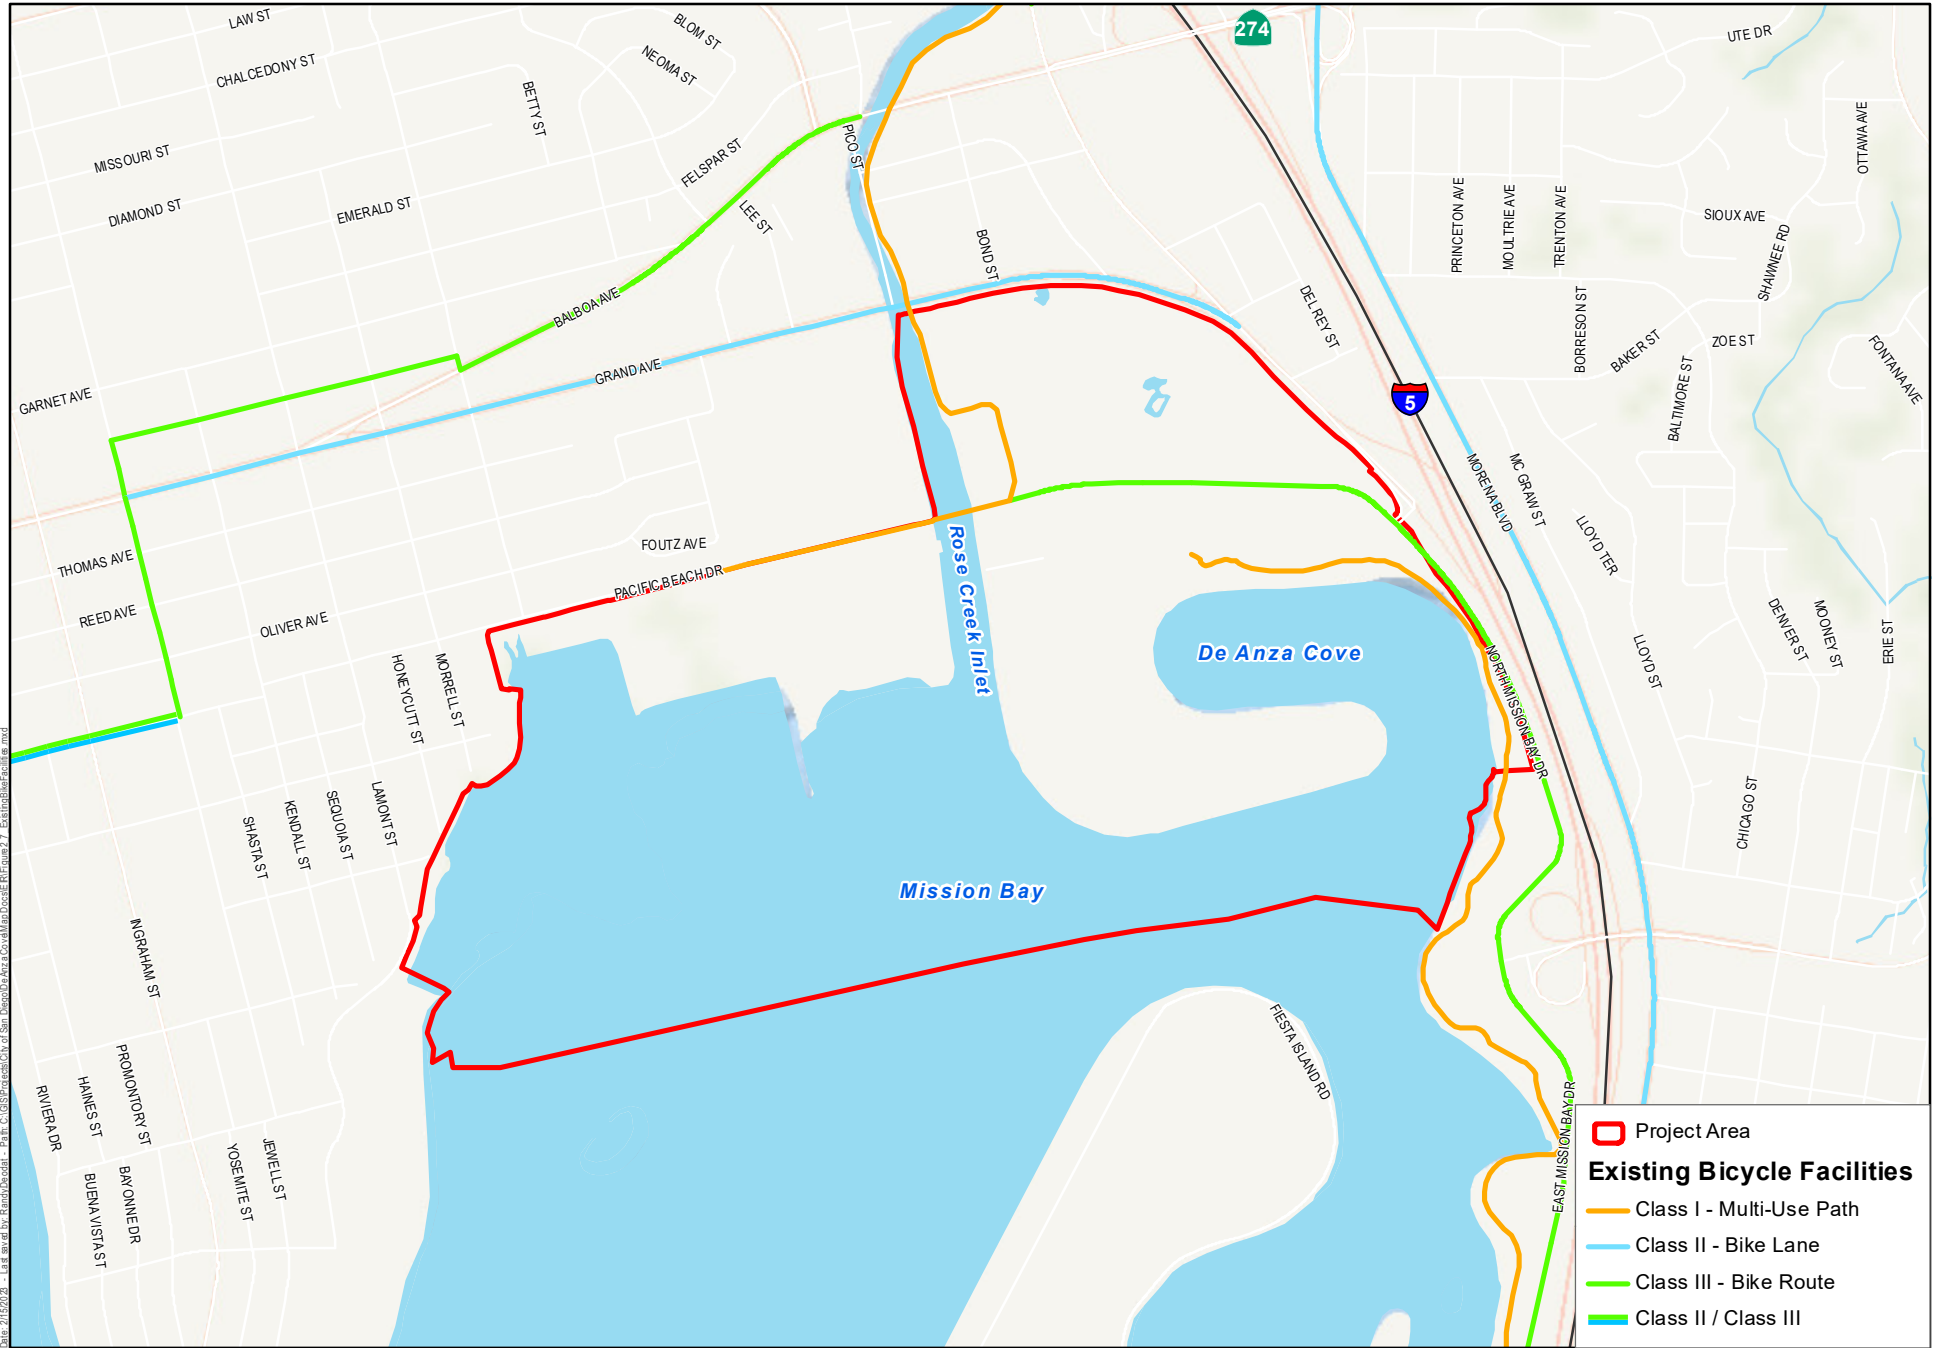 LAW ST
BLOM ST
274
UTE DR
CHALCEDONY ST
NEOMA ST
BETTY ST
OTTAWA AVE
MISSOURI ST
PICO ST
FELSPAR ST
DIAMOND ST
EMERALD ST
LEE ST
PRINCETON AVE
MOULTRIE AVE
TRENTON AVE
SIOUX AVE
SHAWNEE RD
BOND ST
BALBOA AVE
DEL REY ST
BORRESON ST
BAKER ST
ZOE ST
FONTANA AVE
GRAND AVE
GARNET AVE
5
BALTIMORE ST
MORENA BLVD
MC GRAW ST
LLOYD TER
THOMAS AVE
FOUTZ AVE
PACIFIC BEACH DR
Rose Creek Inlet
REED AVE
OLIVER AVE
De Anza Cove
DENVER ST
MOONEY ST
ERIE ST
LLOYD ST
HONEYCUTT ST
MORRELL ST
NORTH MISSION BAY DR
SHASTA ST
KENDALL ST
SEQUOIA ST
LAMONT ST
CHICAGO ST
Mission Bay
INGRAHAM ST
FIESTA ISLAND RD
RIVIERA DR
HAINES ST
PROMONTORY ST
EAST MISSION BAY DR
BUENA VISTA ST
BAYONNE DR
YOSEMITE ST
JEWELL ST
Project Area
Existing Bicycle Facilities
Class I - Multi-Use Path
Class II - Bike Lane
Class III - Bike Route
Class II / Class III